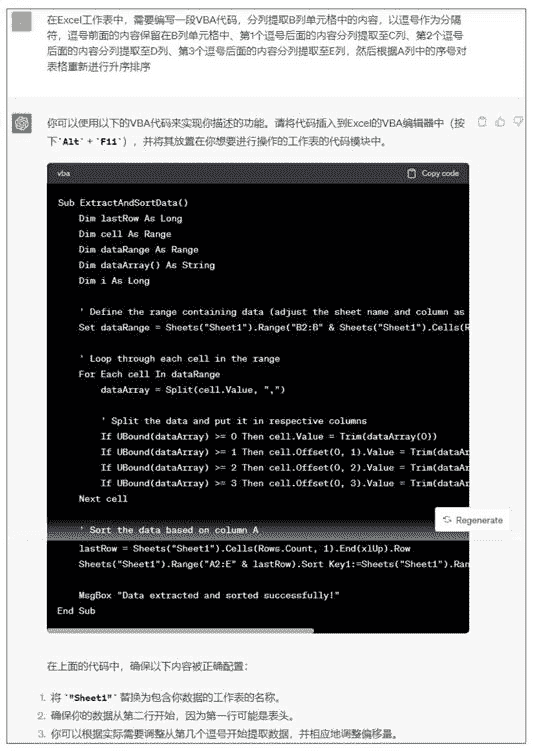 在Excel工作表中，需要编写一段VBA代码，分列提取B列单元格中的内容，以逗号作为分隔
符，逗号前面的内容保留在B列单元格中、第1个逗号后面的内容分列提取至C列、第2个逗号
后面的内容分列提取至D列、第3个逗号后面的内容分列提取至E列，然后根据A列中的序号对
表格重新进行升序排序
你可以使用以下的VBA代码来实现你描述的功能。请将代码插入到Excel的VBA编辑器中（按
下`Alt` + `F11`），并将其放置在你想要进行操作的工作表的代码模块中。
vba
Copy code
Sub ExtractAndSortData()
Dim lastRow As Long
Dim cell As Range
Dim dataRange As Range
Dim dataArray() As String
Dim i As Long
' Define the range containing data (adjust the sheet name and column as
Set dataRange = Sheets("Sheet1").Range("B2:B" & Sheets("Sheet1").Cells(R
' Loop through each cell in the range
For Each cell In dataRange
dataArray = Split(cell.Value, ",")
' Split the data and put it in respective columns
If UBound(dataArray) >= 0 Then cell.Value = Trim(dataArray(0))
If UBound(dataArray) >= 1 Then cell.Offset(0, 1).Value = Trim(dataAr
If UBound(dataArray) >= 2 Then cell.Offset(0, 2).Value = Trim(dataAr
If UBound(dataArray) >= 3 Then cell.Offset(0, 3).Value = Trim(dataAr
Next cell
Regenerate
' Sort the data based on column A
lastRow = Sheets("Sheet1").Cells(Rows.Count, 1).End(xlUp).Row
Sheets("Sheet1").Range("A2:E" & lastRow).Sort Key1:=Sheets("Sheet1").Ran
MsgBox "Data extracted and sorted successfully!"
End Sub
在上面的代码中，确保以下内容被正确配置：
1. 将 `"Sheet1"` 替换为包含你数据的工作表的名称。
2. 确保你的数据从第二行开始，因为第一行可能是表头。
3. 你可以根据实际需要调整从第几个逗号开始提取数据，并相应地调整偏移量。